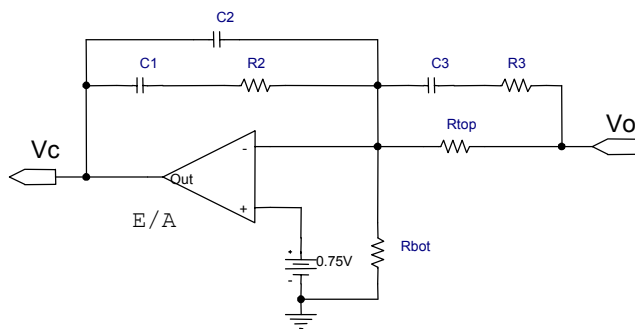 C2
C1
R2
C3
R3
Rtop
Vo
Vc
-
Out
+
E/A
Rbot
+
0.75V
-